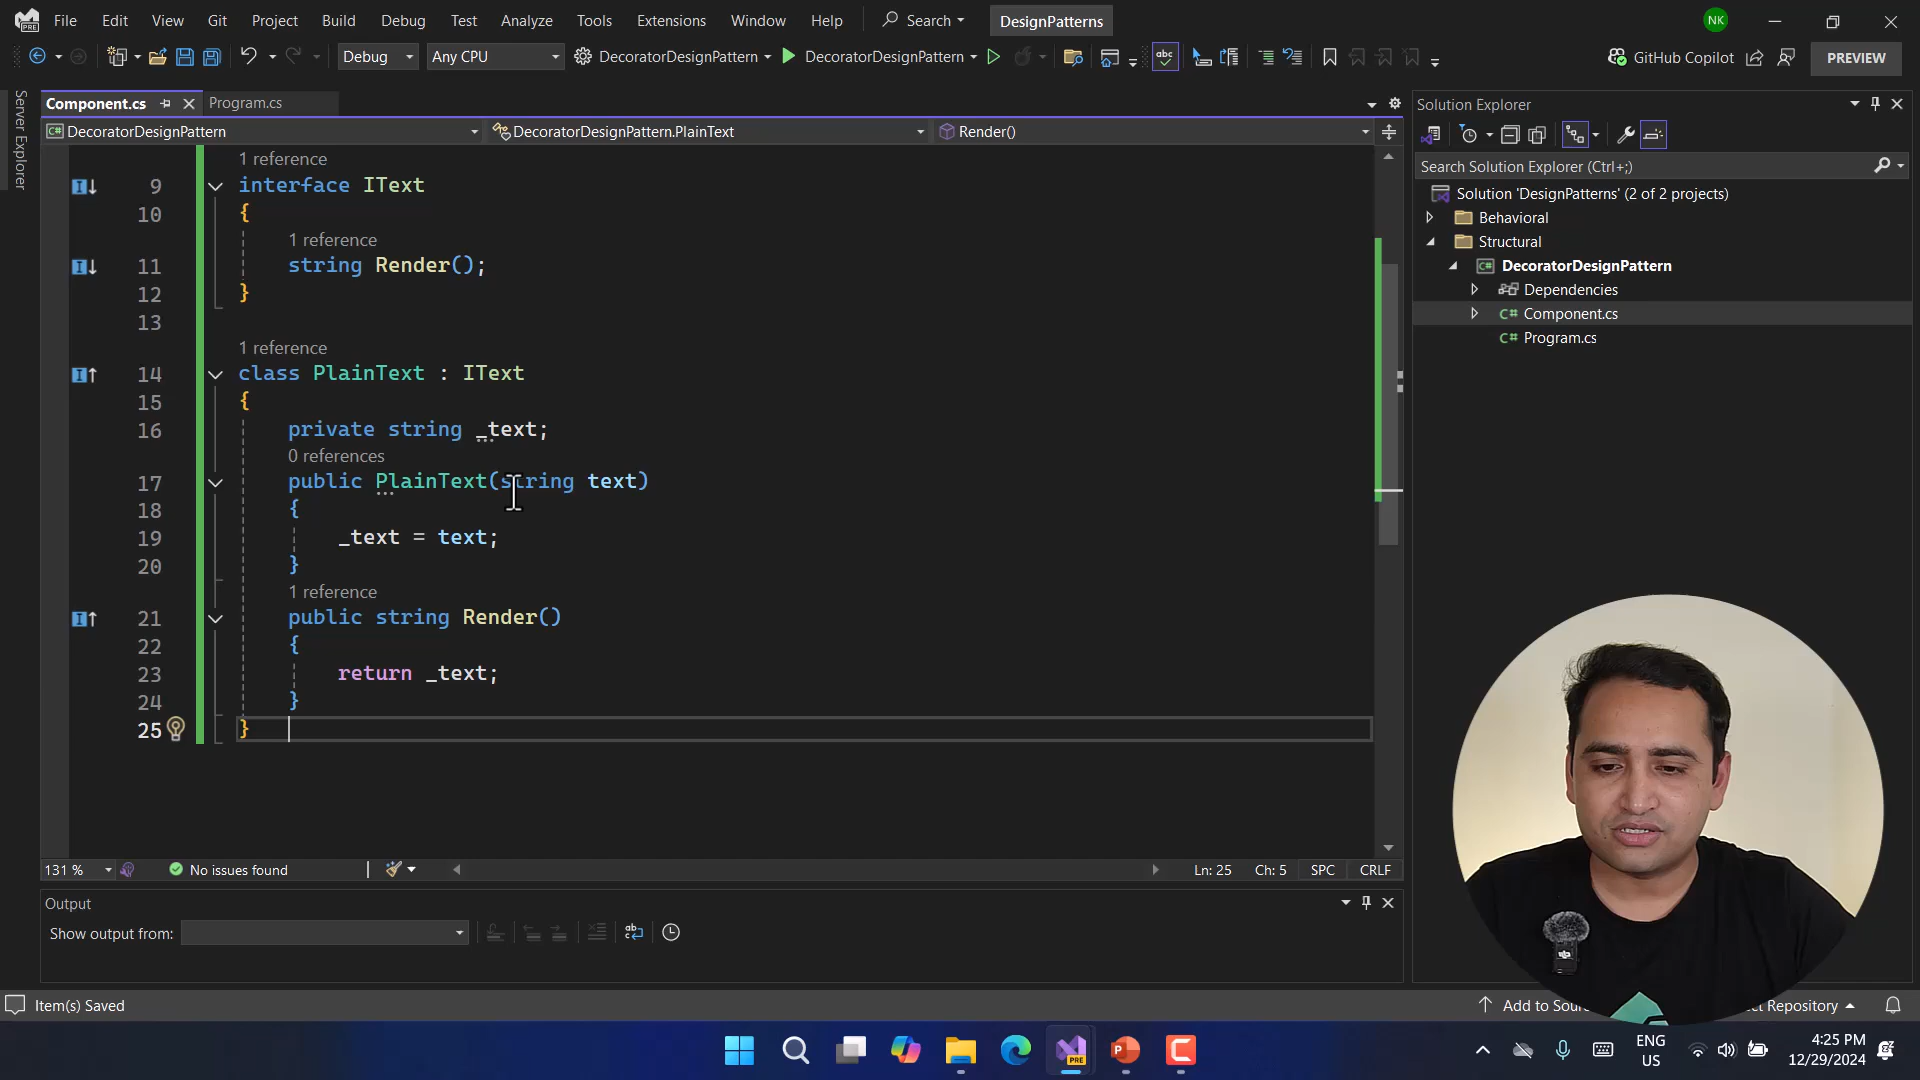 File Edit View Git Project Build Debug Test Analyze Tools Extensions Window Help Search DesignPatterns NK
Debug Any CPU DecoratorDesignPattern DecoratorDesignPattern GitHub Copilot PREVIEW
Server Explorer
Component.cs Program.cs
DecoratorDesignPattern DecoratorDesignPattern.PlainText Render()
1 reference
9 interface IText
10 {
1 reference
11 string Render();
12 }
13
1 reference
14 class PlainText : IText
15 {
16 private string _text;
0 references
17 public PlainText(string text)
18 {
19 _text = text;
20 }
1 reference
21 public string Render()
22 {
23 return _text;
24 }
25 }
131 % No issues found Ln: 25 Ch: 5 SPC CRLF
Output
Show output from:
Solution Explorer
Search Solution Explorer (Ctrl+;)
Solution 'DesignPatterns' (2 of 2 projects)
Behavioral
Structural
DecoratorDesignPattern
Dependencies
C# Component.cs
C# Program.cs
Item(s) Saved Add to Sou ct Repository
ENG
US
4:25 PM
12/29/2024